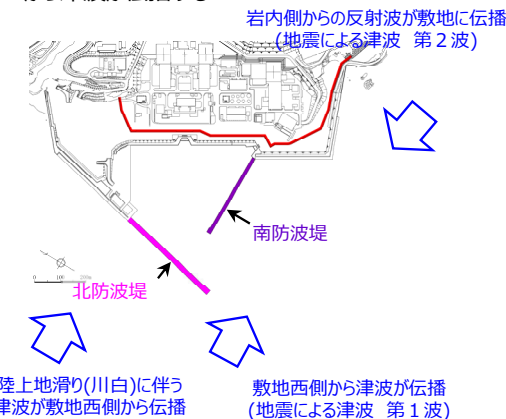 岩内側からの反射波が敷地に伝播
(地震による津波 第２波)
南防波堤
北防波堤
0 100 200m
陸上地滑り(川白)に伴う
津波が敷地西側から伝播
敷地西側から津波が伝播
(地震による津波 第１波)